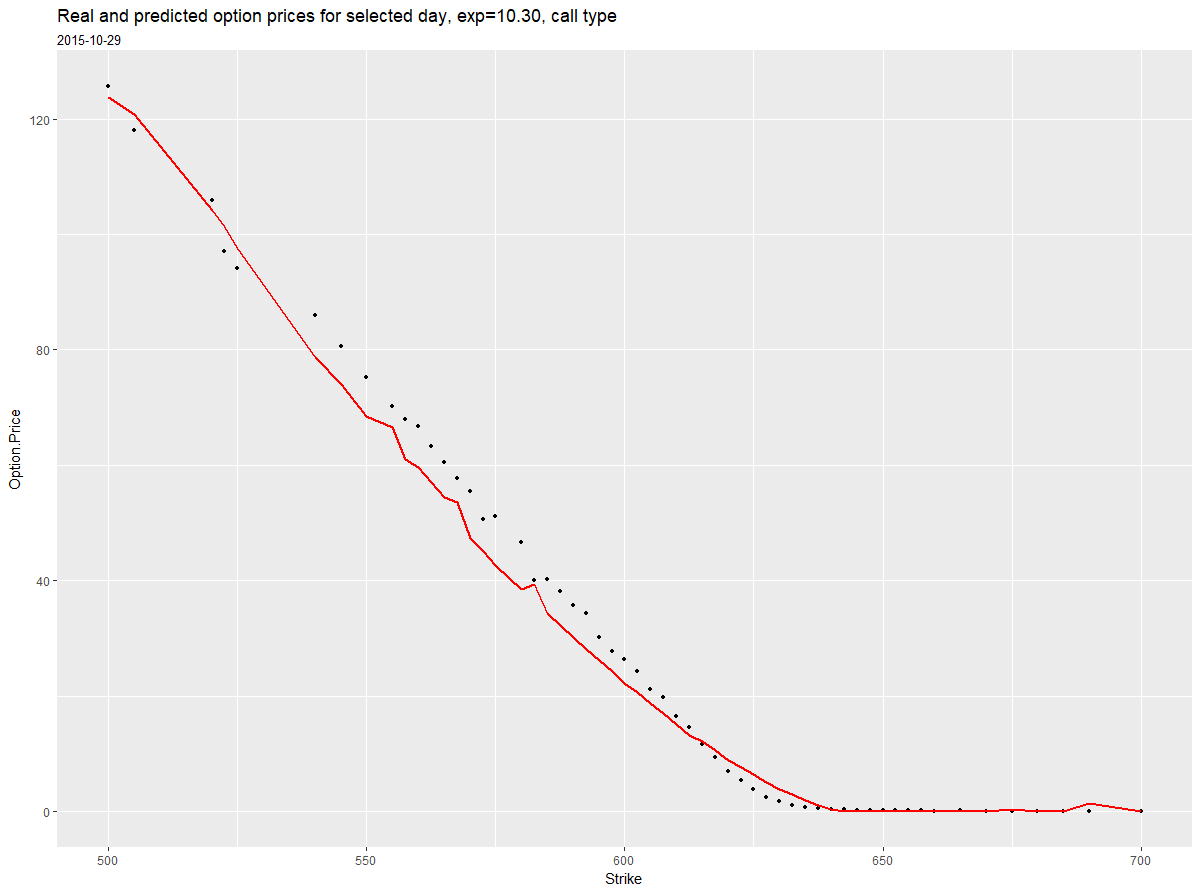 Real and predicted option prices for selected day, exp=10.30, call type
2015-10-29
120
80
40
0
Option.Price
500 550 600 650 700
Strike